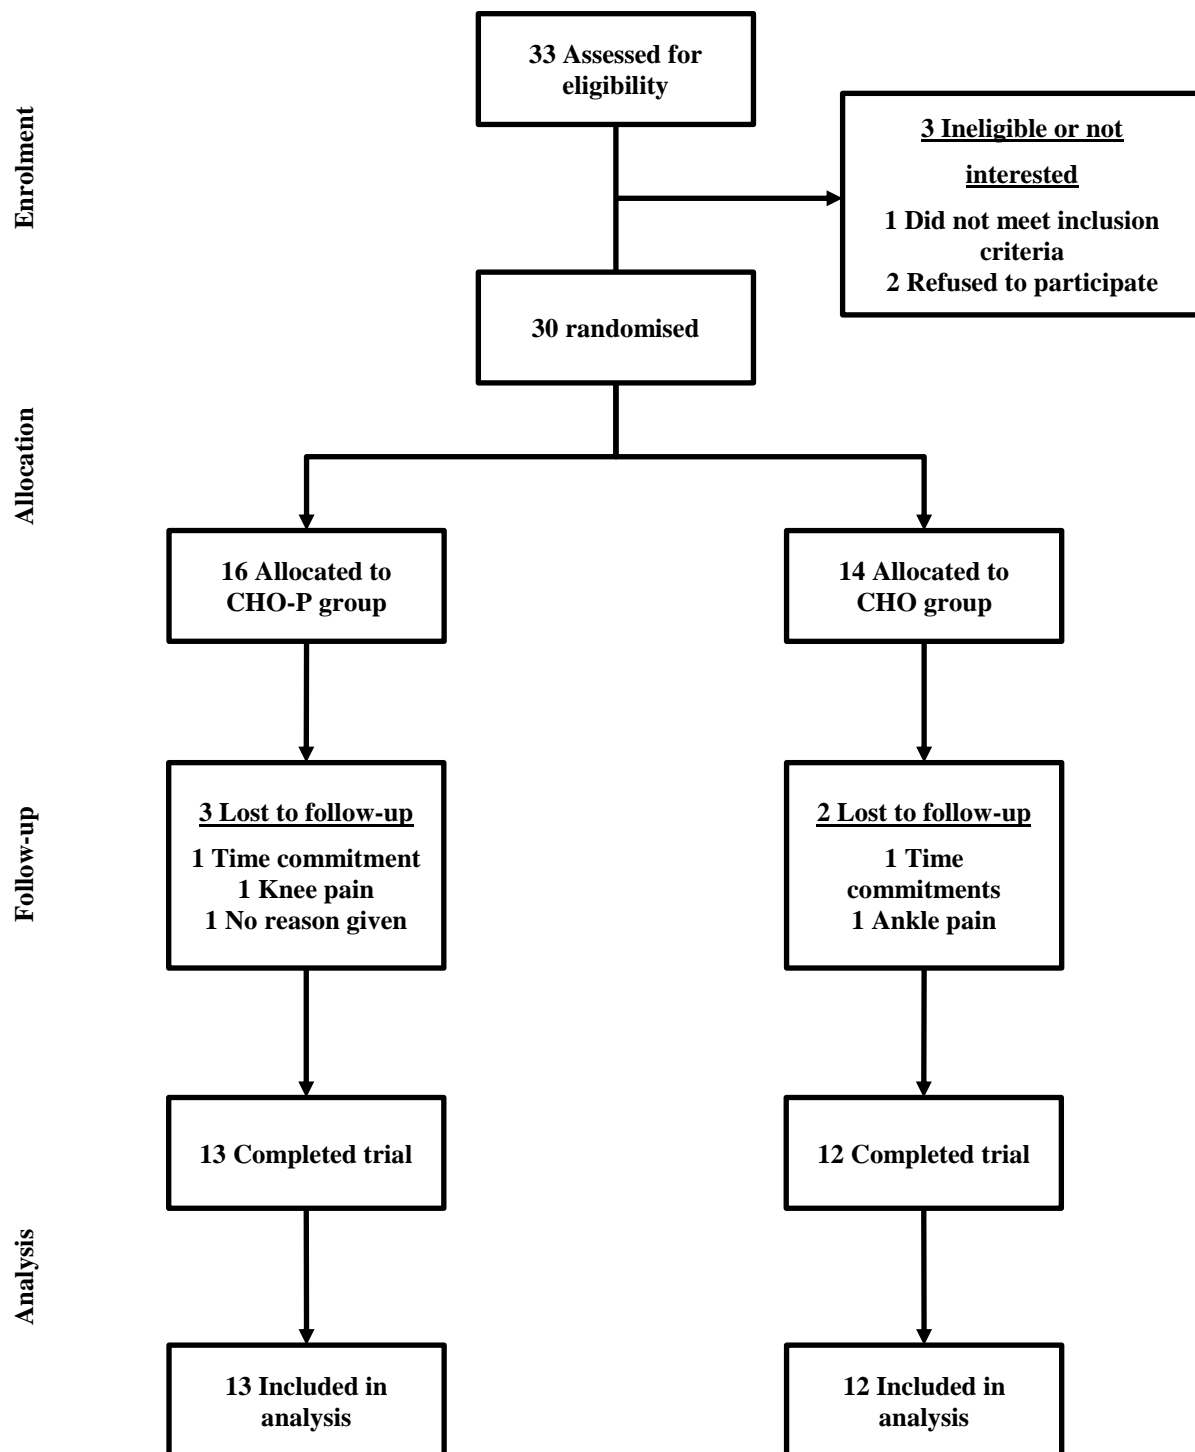 33 Assessed for
eligibility
Enrolment
3 Ineligible or not
interested
1 Did not meet inclusion
criteria
2 Refused to participate
30 randomised
Allocation
16 Allocated to
CHO-P group
14 Allocated to
CHO group
Follow-up
3 Lost to follow-up
1 Time commitment
1 Knee pain
1 No reason given
2 Lost to follow-up
1 Time
commitments
1 Ankle pain
13 Completed trial
12 Completed trial
Analysis
13 Included in
analysis
12 Included in
analysis